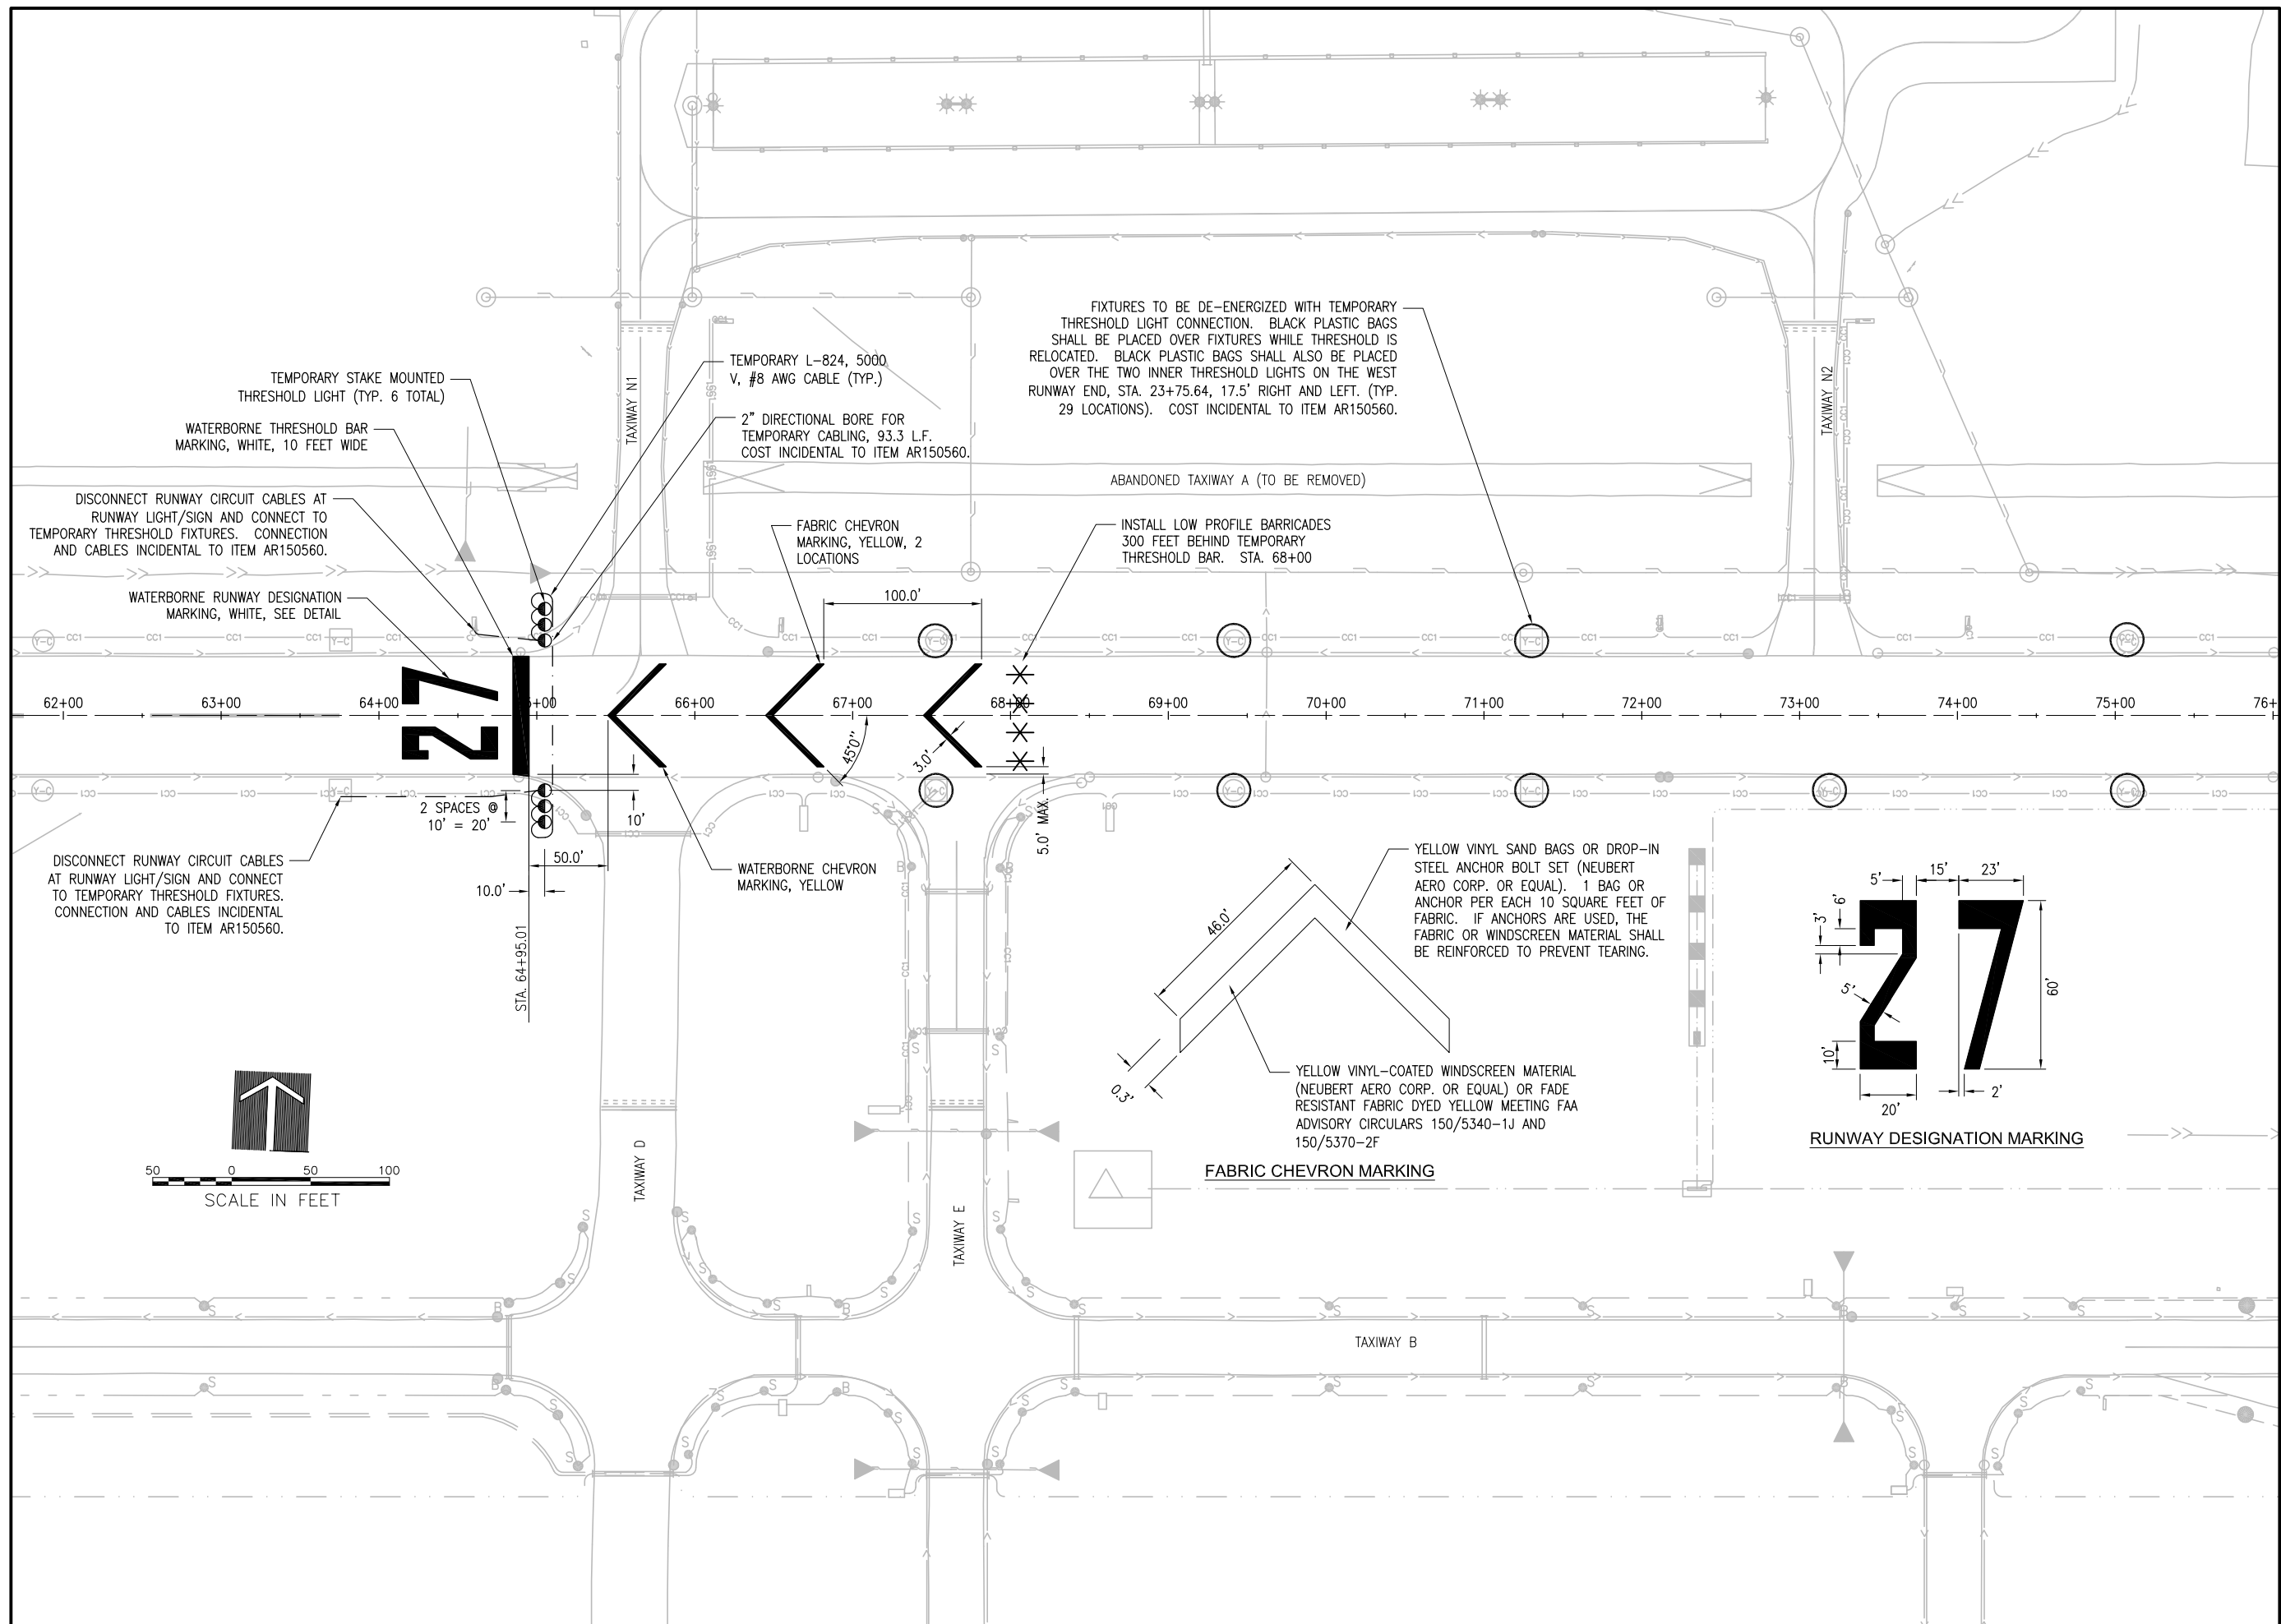 FIXTURES TO BE DE-ENERGIZED WITH TEMPORARY
THRESHOLD LIGHT CONNECTION. BLACK PLASTIC BAGS
SHALL BE PLACED OVER FIXTURES WHILE THRESHOLD IS
RELOCATED. BLACK PLASTIC BAGS SHALL ALSO BE PLACED
OVER THE TWO INNER THRESHOLD LIGHTS ON THE WEST
RUNWAY END, STA. 23+75.64, 17.5' RIGHT AND LEFT. (TYP.
29 LOCATIONS). COST INCIDENTAL TO ITEM AR150560.
TEMPORARY L-824, 5000
V, #8 AWG CABLE (TYP.)
TEMPORARY STAKE MOUNTED
THRESHOLD LIGHT (TYP. 6 TOTAL)
TAXIWAY N1
TAXIWAY N2
2" DIRECTIONAL BORE FOR
TEMPORARY CABLING, 93.3 L.F.
COST INCIDENTAL TO ITEM AR150560.
WATERBORNE THRESHOLD BAR
MARKING, WHITE, 10 FEET WIDE
ABANDONED TAXIWAY A (TO BE REMOVED)
DISCONNECT RUNWAY CIRCUIT CABLES AT
RUNWAY LIGHT/SIGN AND CONNECT TO
TEMPORARY THRESHOLD FIXTURES. CONNECTION
AND CABLES INCIDENTAL TO ITEM AR150560.
FABRIC CHEVRON
MARKING, YELLOW, 2
LOCATIONS
INSTALL LOW PROFILE BARRICADES
300 FEET BEHIND TEMPORARY
THRESHOLD BAR. STA. 68+00
WATERBORNE RUNWAY DESIGNATION
MARKING, WHITE, SEE DETAIL
100.0'
27
62+00
63+00
64+00
65+00
66+00
67+00
68+00
69+00
70+00
71+00
72+00
73+00
74+00
75+00
76+
45°0"
3.0'
5.0' MAX.
2 SPACES @
10' = 20'
10'
50.0'
10.0'
STA. 64+95.01
WATERBORNE CHEVRON
MARKING, YELLOW
DISCONNECT RUNWAY CIRCUIT CABLES
AT RUNWAY LIGHT/SIGN AND CONNECT
TO TEMPORARY THRESHOLD FIXTURES.
CONNECTION AND CABLES INCIDENTAL
TO ITEM AR150560.
YELLOW VINYL SAND BAGS OR DROP-IN
STEEL ANCHOR BOLT SET (NEUBERT
AERO CORP. OR EQUAL). 1 BAG OR
ANCHOR PER EACH 10 SQUARE FEET OF
FABRIC. IF ANCHORS ARE USED, THE
FABRIC OR WINDSCREEN MATERIAL SHALL
BE REINFORCED TO PREVENT TEARING.
46.0'
0.3'
YELLOW VINYL-COATED WINDSCREEN MATERIAL
(NEUBERT AERO CORP. OR EQUAL) OR FADE
RESISTANT FABRIC DYED YELLOW MEETING FAA
ADVISORY CIRCULARS 150/5340-1J AND
150/5370-2F
FABRIC CHEVRON MARKING
5'
15'
23'
6'
3'
27
5'
60'
10'
20'
2'
RUNWAY DESIGNATION MARKING
50 0 50 100
SCALE IN FEET
TAXIWAY D
TAXIWAY E
TAXIWAY B